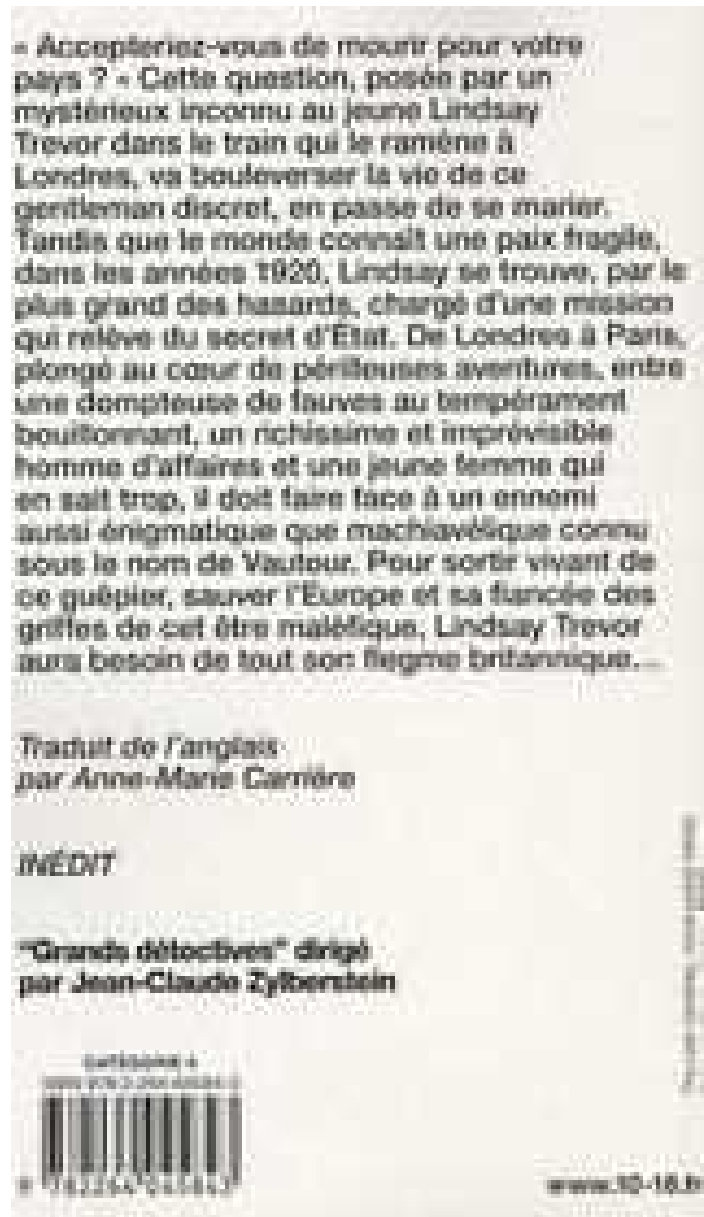 « Accepteriez-vous de mourir pour votre
pays ? » Cette question, posée par un
mystérieux inconnu au jeune Lindsay
Trevor dans le train qui le ramène à
Londres, va bouleverser la vie de ce
gentleman discret, en passe de se marier.
Tandis que le monde connaît une paix fragile,
dans les années 1920, Lindsay se trouve, par le
plus grand des hasards, chargé d'une mission
qui relève du secret d'État. De Londres à Paris,
plongé au cœur de périlleuses aventures, entre
une dompteuse de fauves au tempérament
bouillonnant, un richissime et imprévisible
homme d'affaires et une jeune femme qui
en sait trop, il doit faire face à un ennemi
aussi énigmatique que machiavélique connu
sous le nom de Vautour. Pour sortir vivant de
ce guêpier, sauver l'Europe et sa fiancée des
griffes de cet être maléfique, Lindsay Trevor
aura besoin de tout son flegme britannique...
Traduit de l'anglais
par Anne-Marie Carrière
INÉDIT
"Grands détectives" dirigé
par Jean-Claude Zylberstein
CATÉGORIE
www.10-18.fr